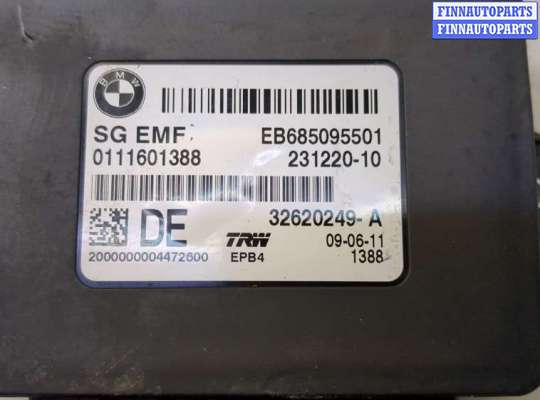 FINNAUTOPARTS
FINNAUTOPARTS
BMW
SG EMF EB685095501
0111601388 231220-10
32620249-A
DE TRW 09-06-11
2000000004472600 EPB4 1388